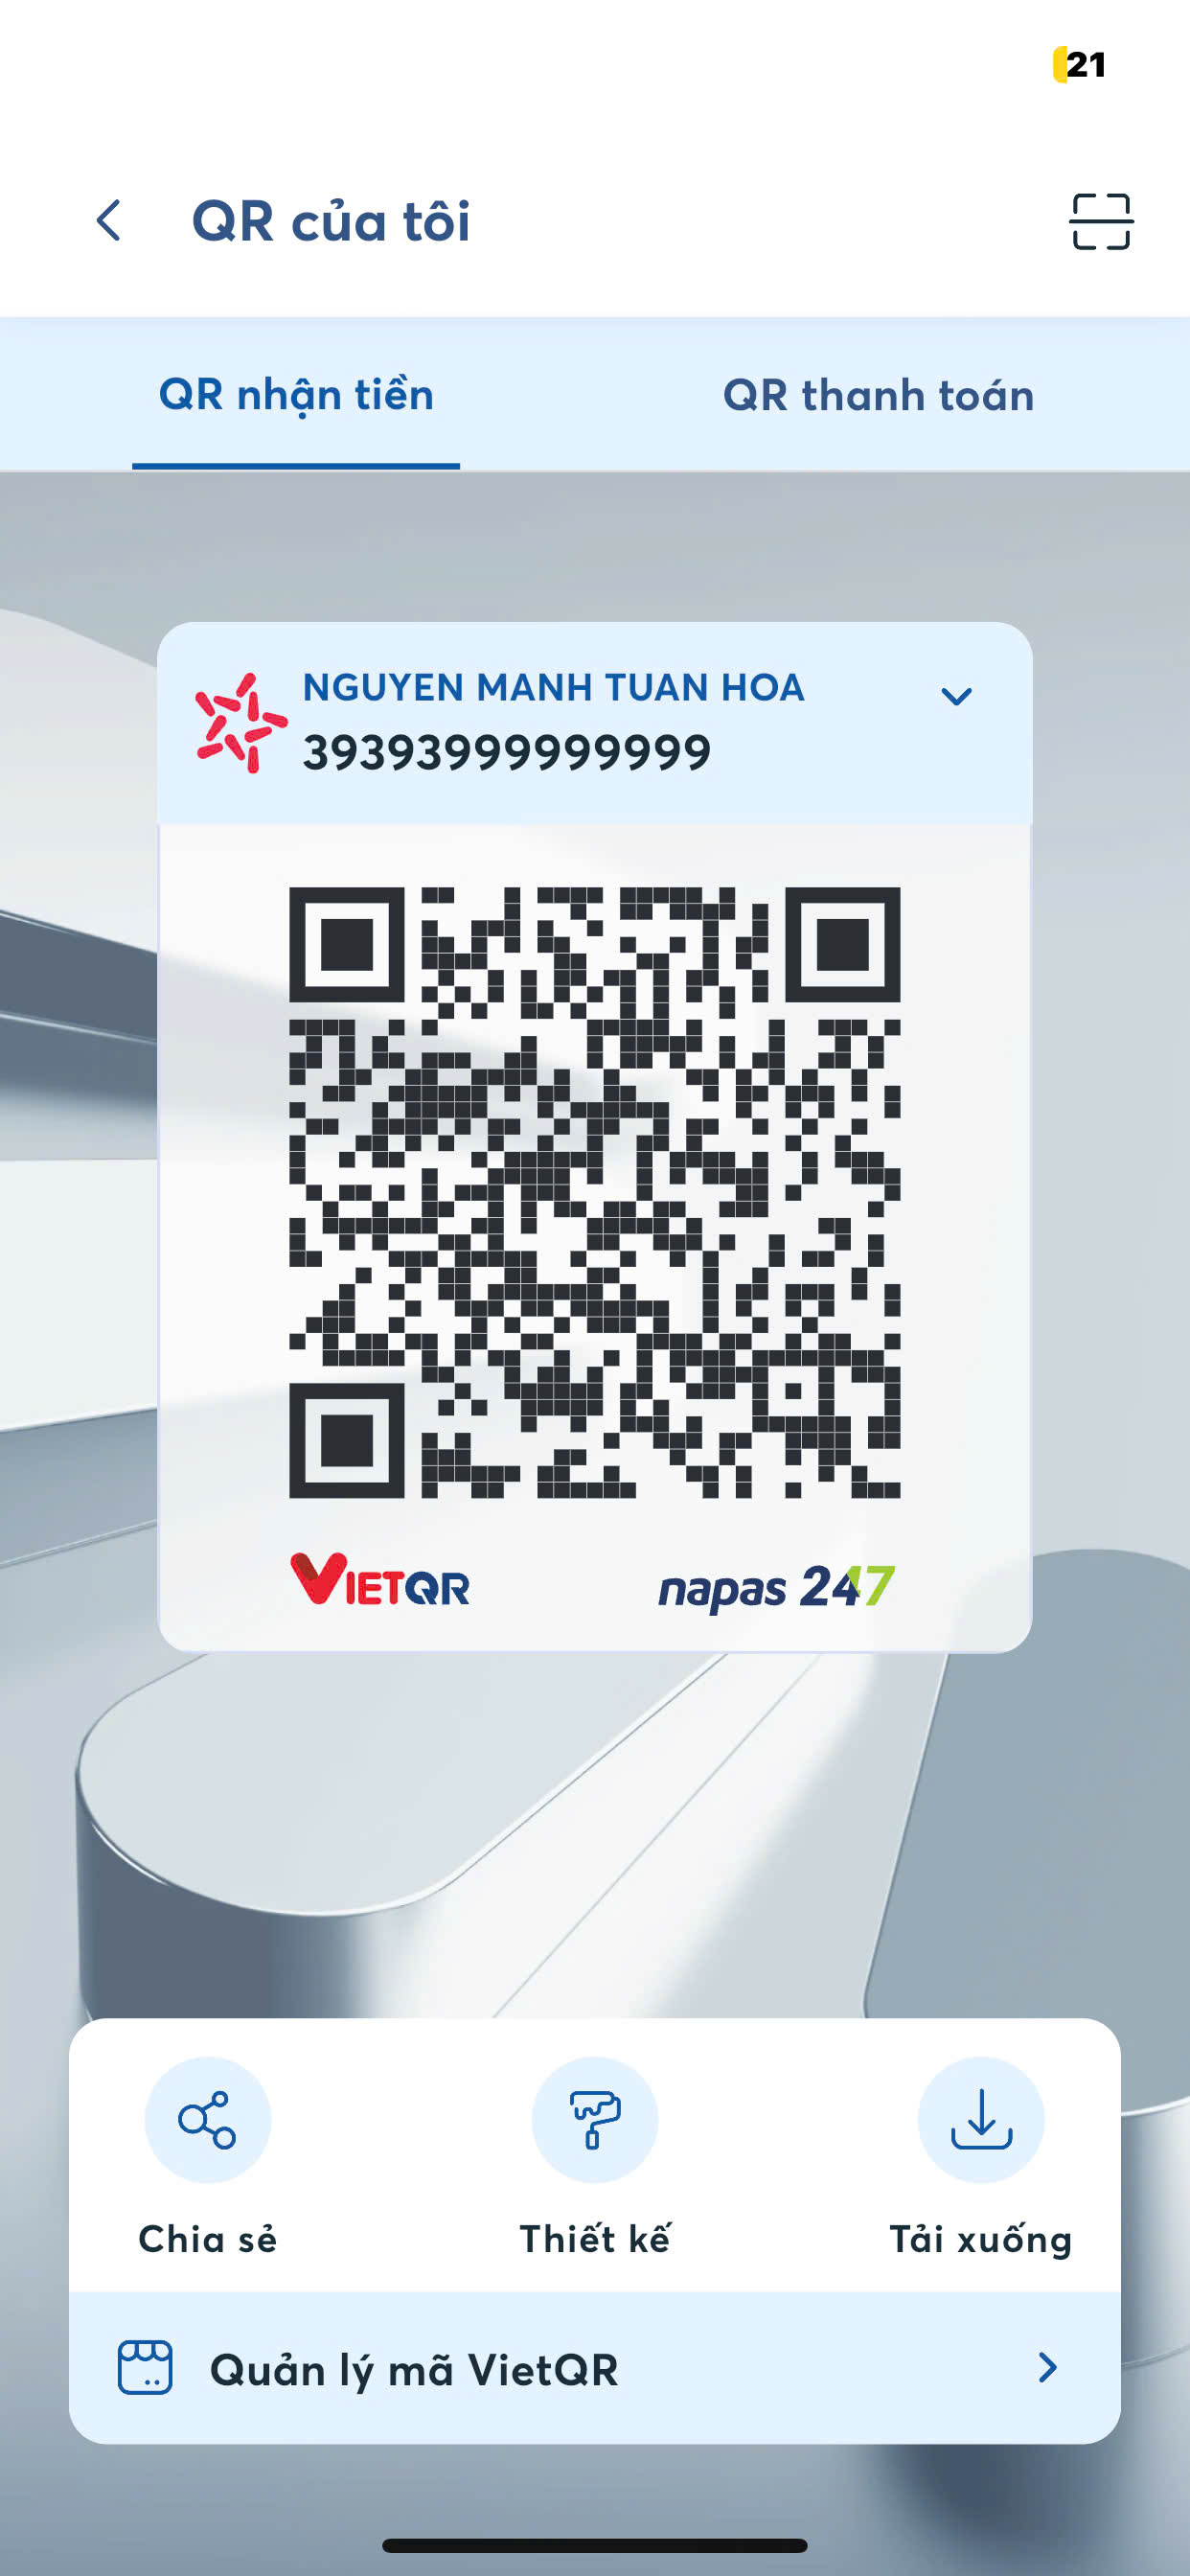 21
QR của tôi
QR nhận tiền
QR thanh toán
NGUYEN MANH TUAN HOA
39393999999999
VIETQR
napas 247
Chia sẻ
Thiết kế
Tải xuống
Quản lý mã VietQR